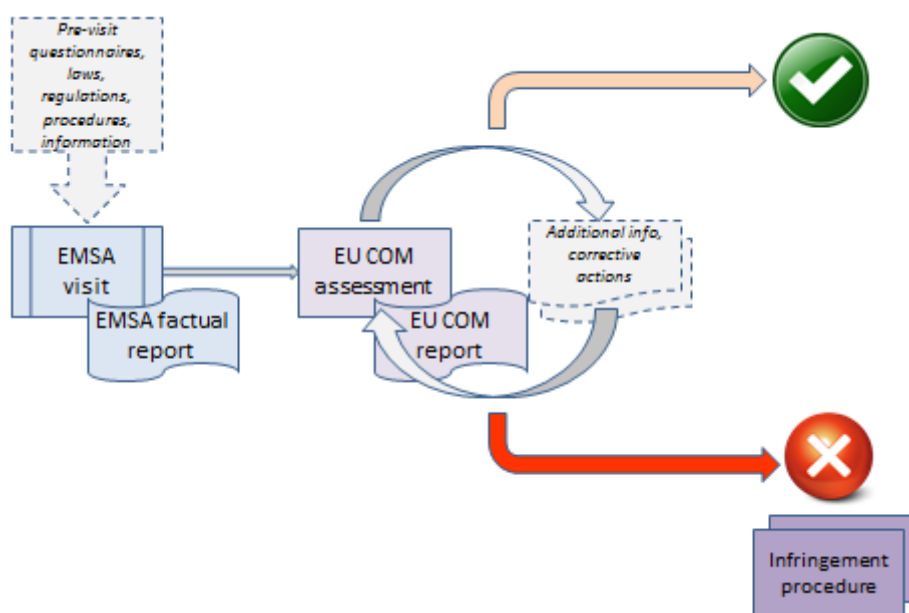 Pre-visit
questionnaires,
laws,
regulations,
procedures,
information
EMSA
visit
EMSA factual
report
EU COM
assessment
EU COM
report
Additional info,
corrective
actions
Infringement
procedure